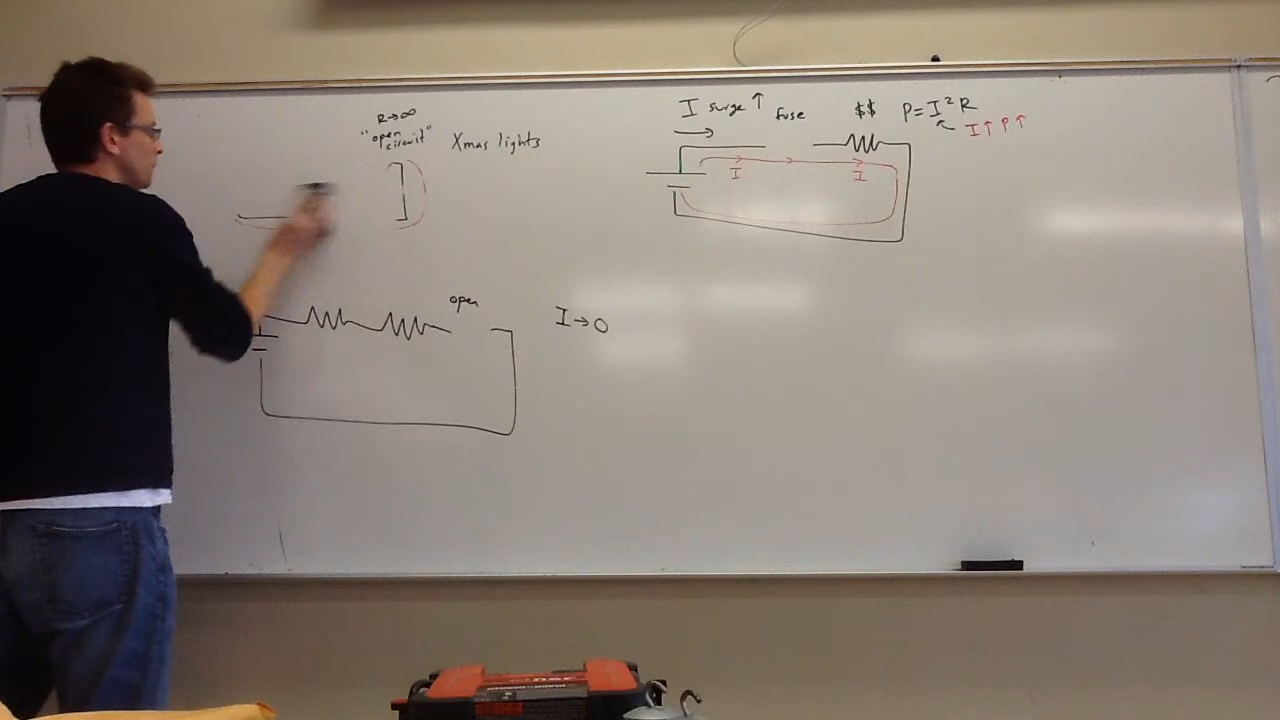 R→∞
"open
circuit"
Xmas lights
I surge ↑
fuse
$$
P=I²R
I↑ P↑
I
I
open
I→0